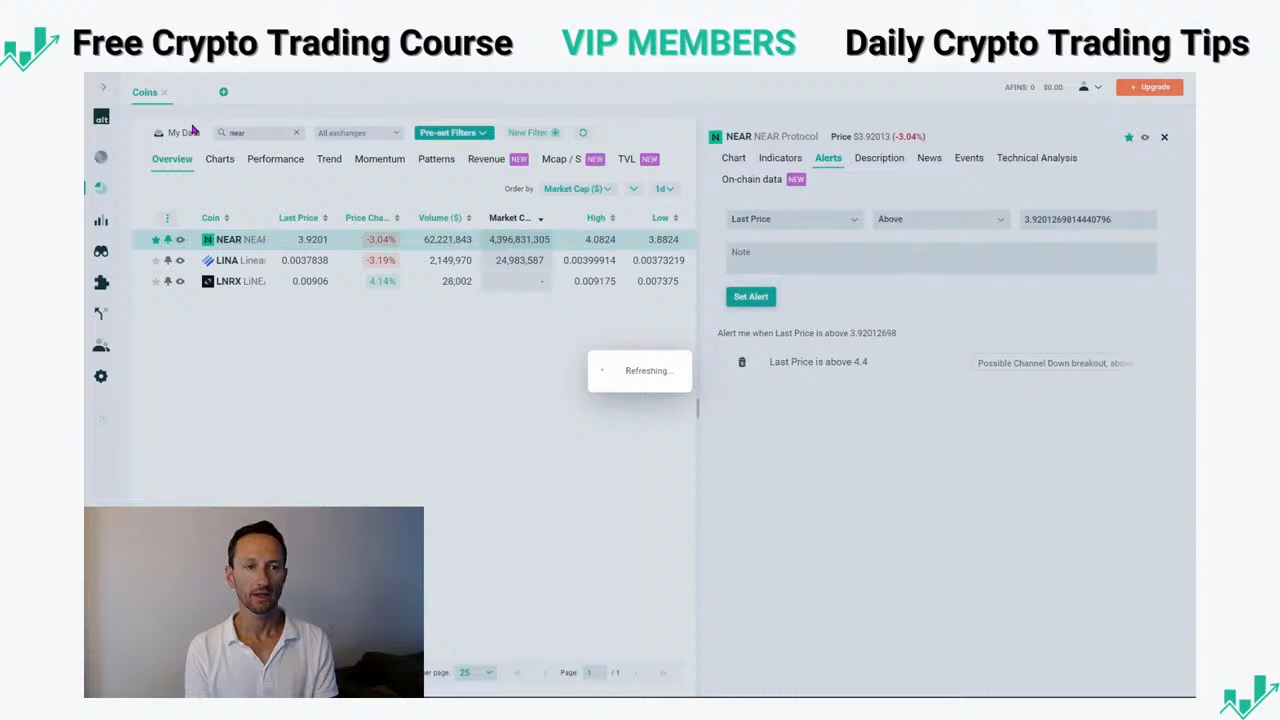 Free Crypto Trading Course VIP MEMBERS Daily Crypto Trading Tips
Coins
AFINS: 0 $0.00 Upgrade
alt
near All exchanges Pre-set Filters New Filter
Overview Charts Performance Trend Momentum Patterns Revenue NEW Mcap / S NEW TVL NEW
Order by Market Cap ($) 1d
Coin Last Price Price Cha... Volume ($) Market C... High Low
NEAR 3.9201 -3.04% 62,221,843 4,396,831,305 4.0824 3.8824
LINA 0.0037838 -3.19% 2,149,970 24,983,587 0.00399914 0.00373219
LNRX 0.00906 4.14% 28,002 - 0.009175 0.007375
Refreshing...
per page: 25 Page: 1 / 1
NEAR NEAR Protocol Price $3.92013 (-3.04%)
Chart Indicators Alerts Description News Events Technical Analysis
On-chain data NEW
Last Price Above 3.9201269814440796
Note
Set Alert
Alert me when Last Price is above 3.92012698
Last Price is above 4.4 Possible Channel Down breakout, above